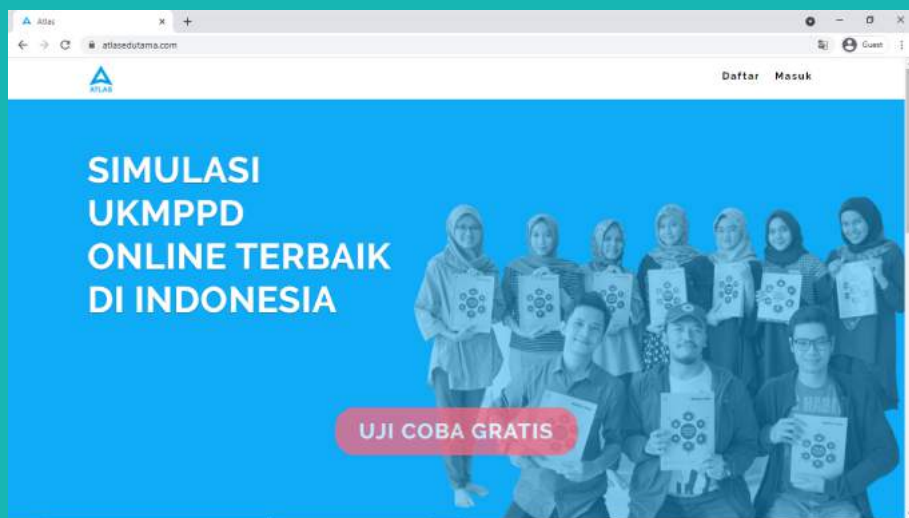 Atlas
atlasedutama.com
Guest
ATLAS
Daftar Masuk
SIMULASI
UKMPPD
ONLINE TERBAIK
DI INDONESIA
UJI COBA GRATIS